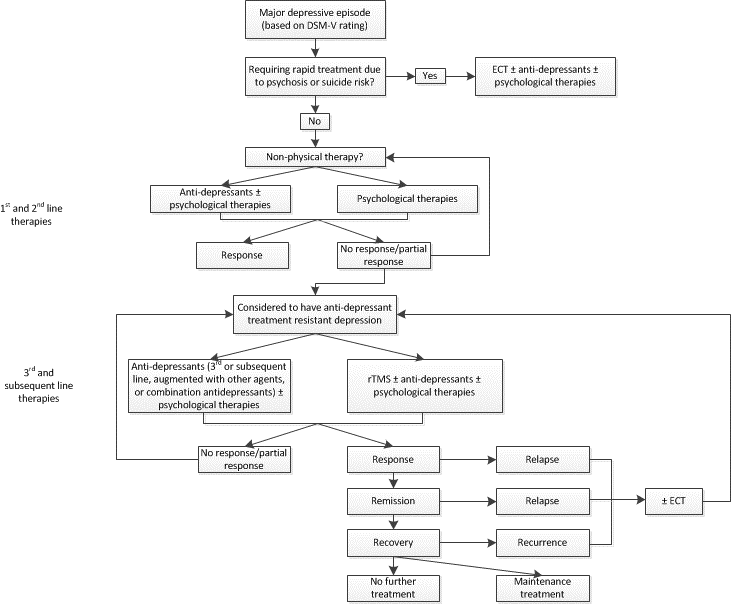 Major depressive episode
(based on DSM-V rating)
Requiring rapid treatment due
to psychosis or suicide risk?
Yes
ECT ± anti-depressants ±
psychological therapies
No
Non-physical therapy?
1st and 2nd line
therapies
Anti-depressants ±
psychological therapies
Psychological therapies
Response
No response/partial
response
Considered to have anti-depressant
treatment resistant depression
3rd and
subsequent line
therapies
Anti-depressants (3rd or subsequent
line, augmented with other agents,
or combination antidepressants) ±
psychological therapies
rTMS ± anti-depressants ±
psychological therapies
No response/partial
response
Response
Relapse
Remission
Relapse
± ECT
Recovery
Recurrence
No further
treatment
Maintenance
treatment